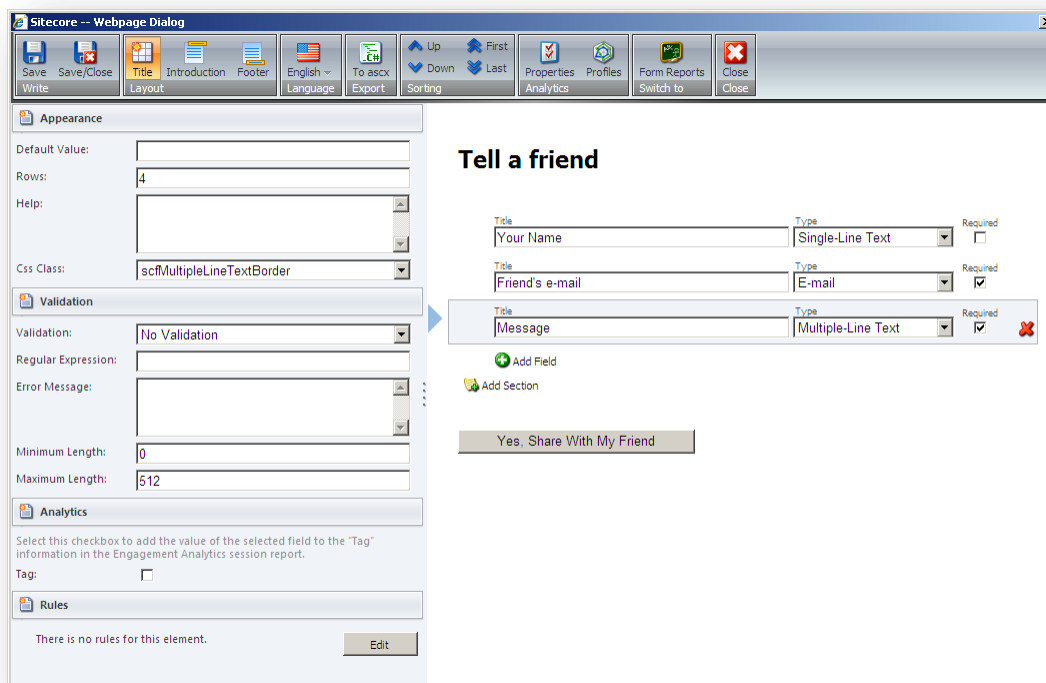 Sitecore -- Webpage Dialog
Save Save/Close Title Introduction Footer English To ascx Up First Down Last Properties Profiles Form Reports Close
Write Layout Language Export Sorting Analytics Switch to Close
Appearance
Default Value:
Rows: 4
Help:
Css Class: scfMultipleLineTextBorder
Validation
Validation: No Validation
Regular Expression:
Error Message:
Minimum Length: 0
Maximum Length: 512
Analytics
Select this checkbox to add the value of the selected field to the "Tag"
information in the Engagement Analytics session report.
Tag:
Rules
There is no rules for this element. Edit
Tell a friend
Title Type Required
Your Name Single-Line Text
Title Type Required
Friend's e-mail E-mail
Title Type Required
Message Multiple-Line Text
Add Field
Add Section
Yes, Share With My Friend